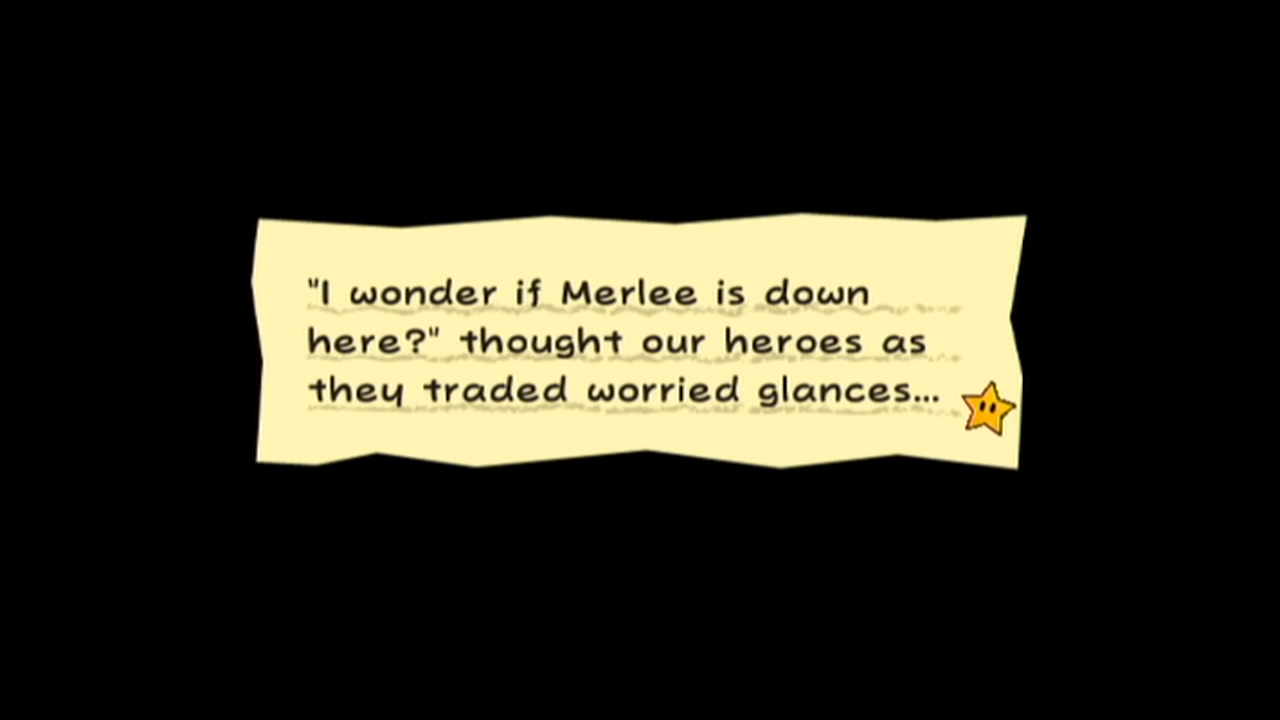 "I wonder if Merlee is down
here?" thought our heroes as
they traded worried glances...